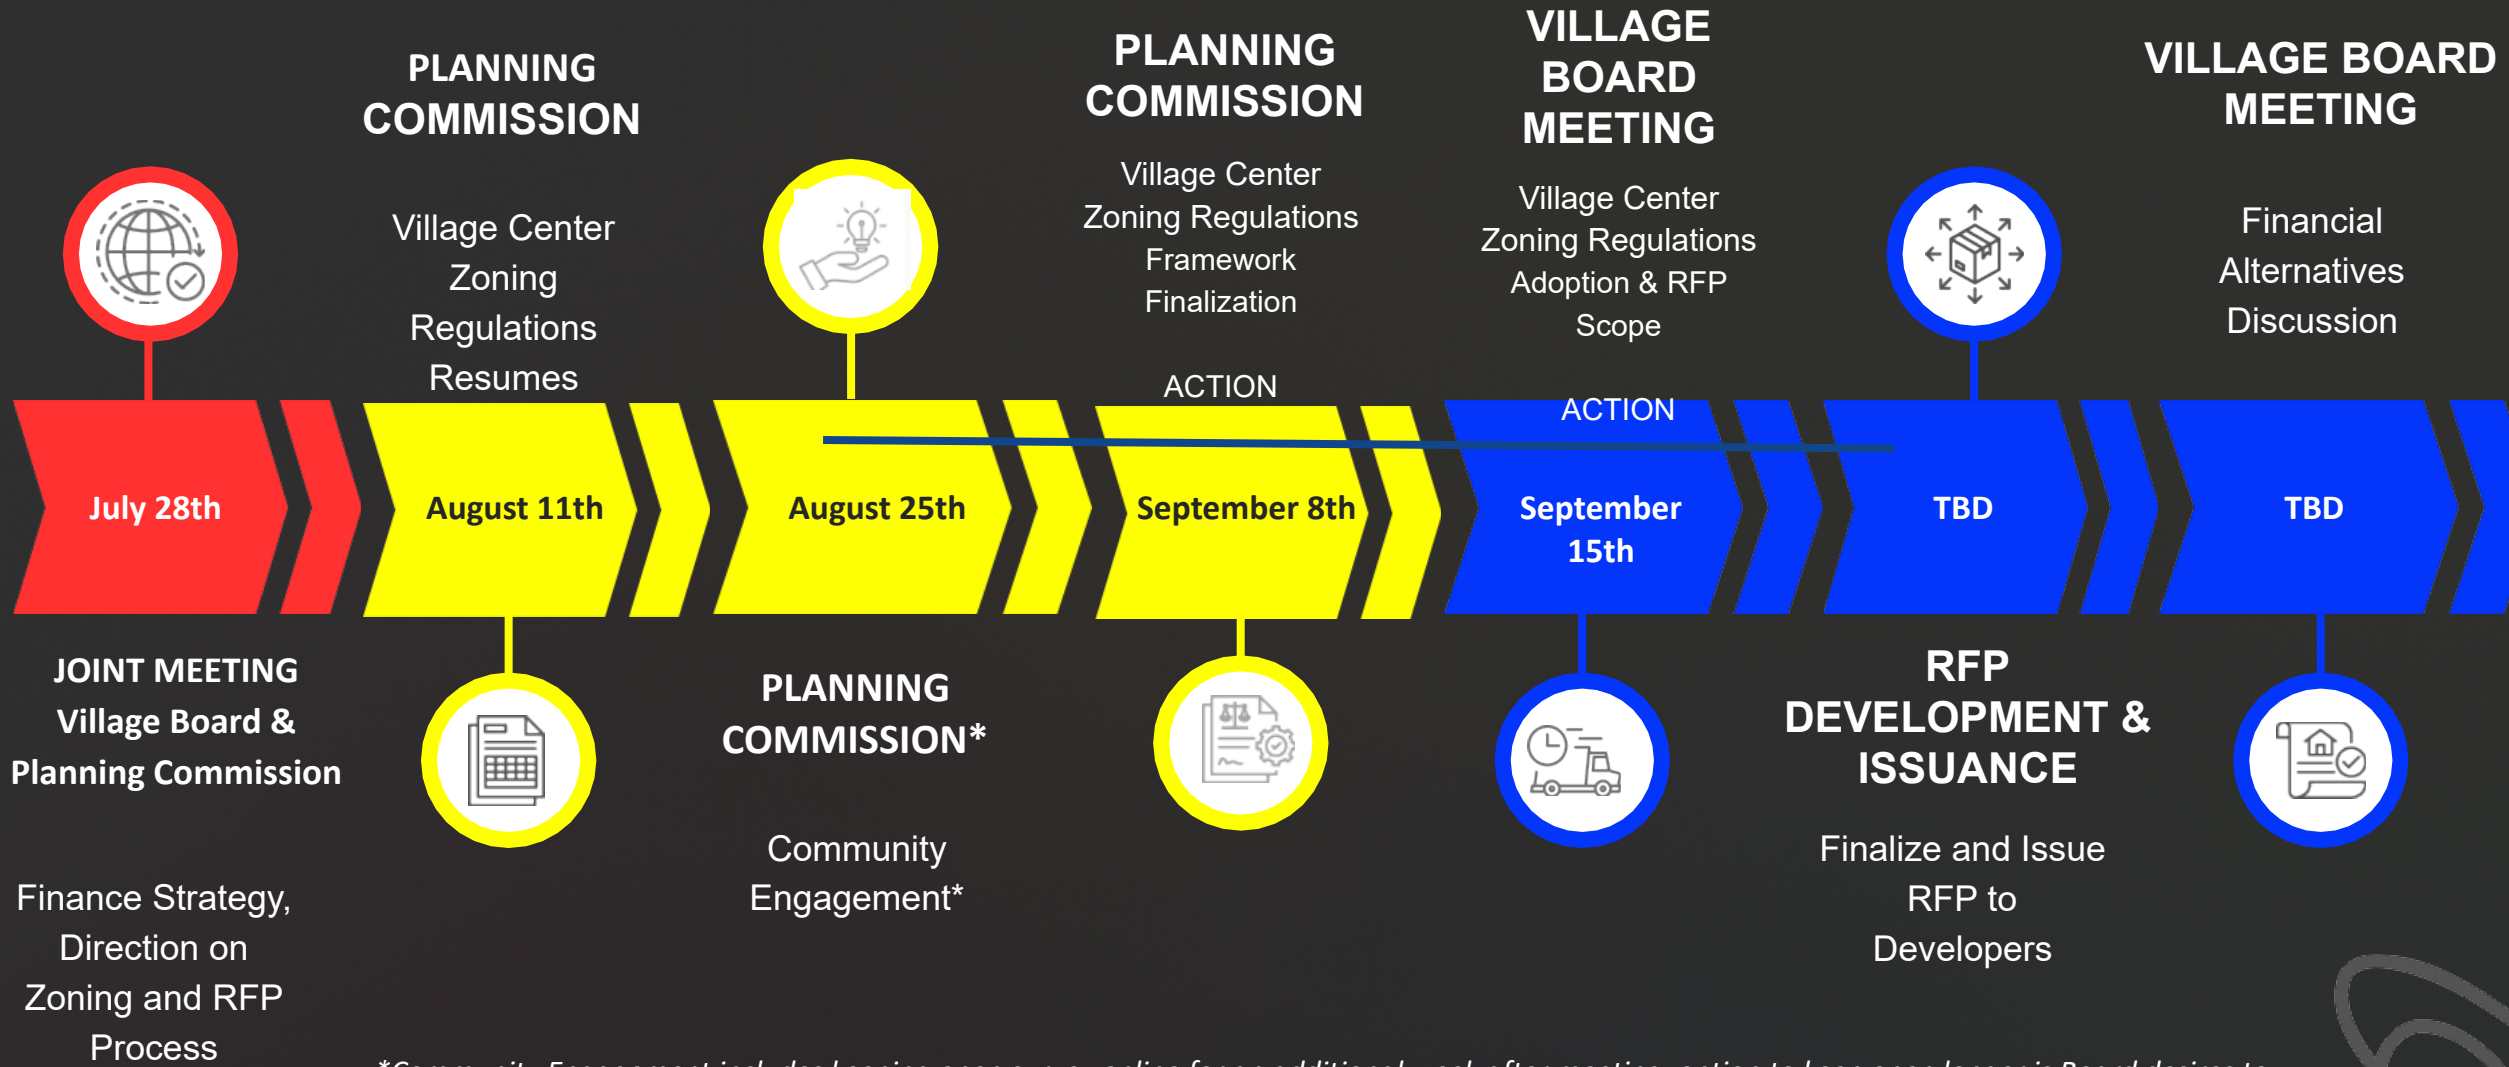 PLANNING
COMMISSION
Village Center
Zoning
Regulations
Resumes
PLANNING
COMMISSION
Village Center
Zoning Regulations
Framework
Finalization
ACTION
VILLAGE
BOARD
MEETING
Village Center
Zoning Regulations
Adoption & RFP
Scope
ACTION
VILLAGE BOARD
MEETING
Financial
Alternatives
Discussion
July 28th
August 11th
August 25th
September 8th
September
15th
TBD
TBD
JOINT MEETING
Village Board &
Planning Commission
Finance Strategy,
Direction on
Zoning and RFP
Process
PLANNING
COMMISSION*
Community
Engagement*
RFP
DEVELOPMENT &
ISSUANCE
Finalize and Issue
RFP to
Developers